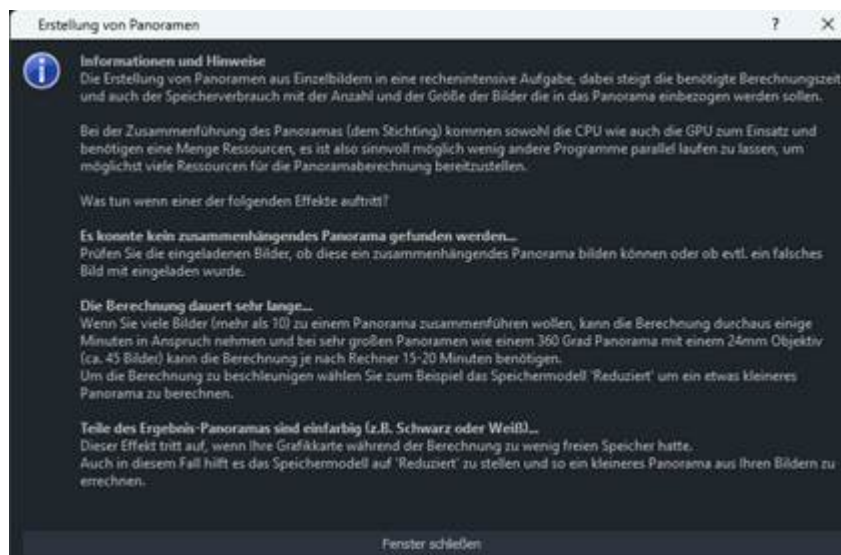 Erstellung von Panoramen
?
×
Informationen und Hinweise
Die Erstellung von Panoramen aus Einzelbildern in eine rechenintensive Aufgabe, dabei steigt die benötigte Berechnungszeit
und auch der Speicherverbrauch mit der Anzahl und der Größe der Bilder die in das Panorama einbezogen werden sollen.
Bei der Zusammenführung des Panoramas (dem Stichting) kommen sowohl die CPU wie auch die GPU zum Einsatz und
benötigen eine Menge Ressourcen, es ist also sinnvoll möglich wenig andere Programme parallel laufen zu lassen, um
möglichst viele Ressourcen für die Panoramaberechnung bereitzustellen.
Was tun wenn einer der folgenden Effekte auftritt?
Es konnte kein zusammenhängendes Panorama gefunden werden...
Prüfen Sie die eingeladenen Bilder, ob diese ein zusammenhängendes Panorama bilden können oder ob evtl. ein falsches
Bild mit eingeladen wurde.
Die Berechnung dauert sehr lange...
Wenn Sie viele Bilder (mehr als 10) zu einem Panorama zusammenführen wollen, kann die Berechnung durchaus einige
Minuten in Anspruch nehmen und bei sehr großen Panoramen wie einem 360 Grad Panorama mit einem 24mm Objektiv
(ca. 45 Bilder) kann die Berechnung je nach Rechner 15-20 Minuten benötigen.
Um die Berechnung zu beschleunigen wählen Sie zum Beispiel das Speichermodell 'Reduziert' um ein etwas kleineres
Panorama zu berechnen.
Teile des Ergebnis-Panoramas sind einfarbig (z.B. Schwarz oder Weiß)...
Dieser Effekt tritt auf, wenn Ihre Grafikkarte während der Berechnung zu wenig freien Speicher hatte.
Auch in diesem Fall hilft es das Speichermodell auf 'Reduziert' zu stellen und so ein kleineres Panorama aus Ihren Bildern zu
errechnen.
Fenster schließen